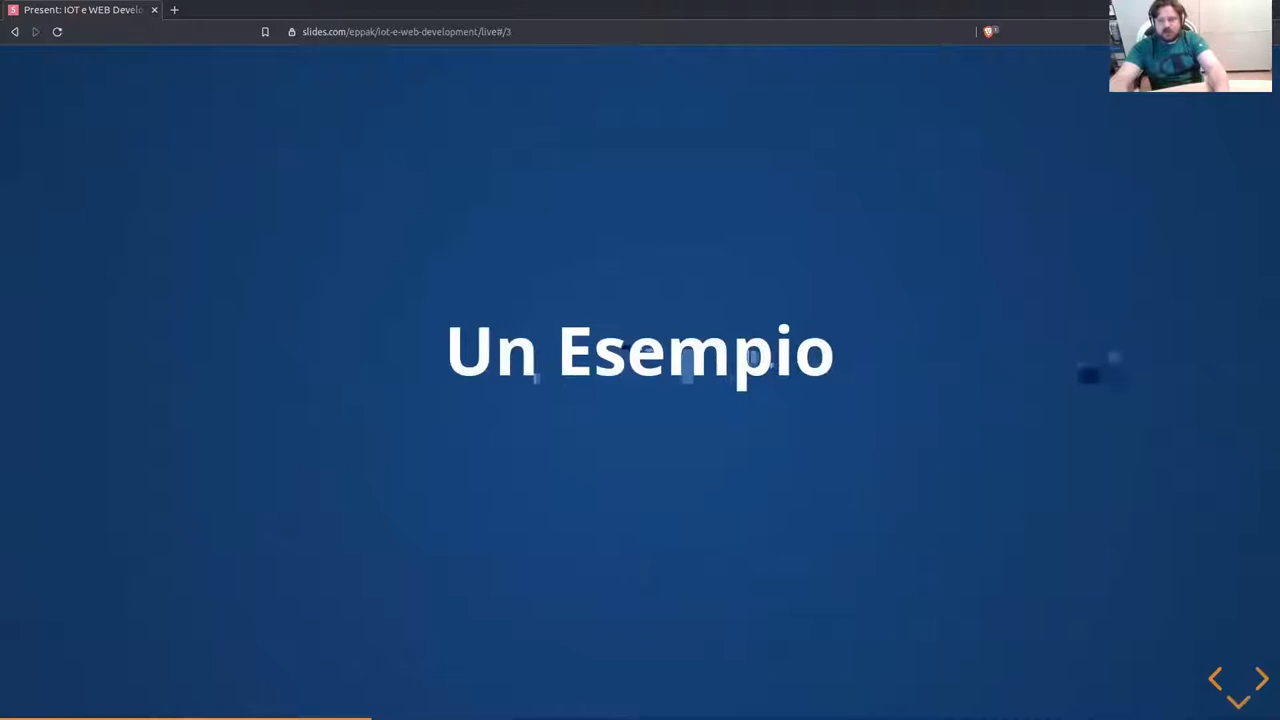 Present: IOT e WEB Develo
slides.com/eppak/iot-e-web-development/live#/3
Un Esempio